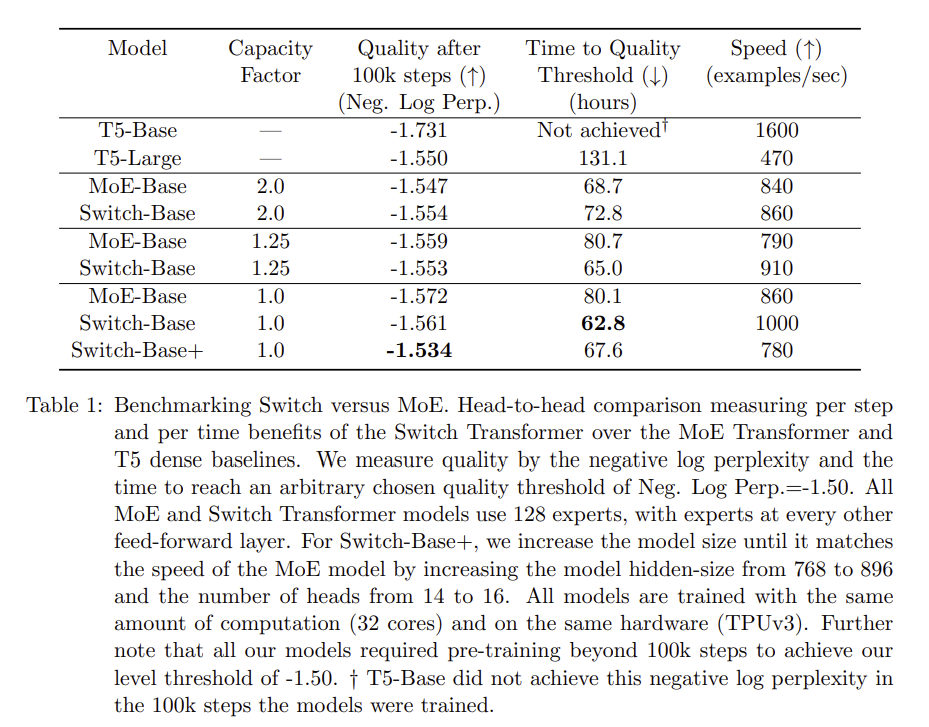 Model Capacity Quality after Time to Quality Speed (↑)
Factor 100k steps (↑) Threshold (↓) (examples/sec)
(Neg. Log Perp.) (hours)
T5-Base — -1.731 Not achieved† 1600
T5-Large — -1.550 131.1 470
MoE-Base 2.0 -1.547 68.7 840
Switch-Base 2.0 -1.554 72.8 860
MoE-Base 1.25 -1.559 80.7 790
Switch-Base 1.25 -1.553 65.0 910
MoE-Base 1.0 -1.572 80.1 860
Switch-Base 1.0 -1.561 62.8 1000
Switch-Base+ 1.0 -1.534 67.6 780
Table 1: Benchmarking Switch versus MoE. Head-to-head comparison measuring per step
and per time benefits of the Switch Transformer over the MoE Transformer and
T5 dense baselines. We measure quality by the negative log perplexity and the
time to reach an arbitrary chosen quality threshold of Neg. Log Perp.=-1.50. All
MoE and Switch Transformer models use 128 experts, with experts at every other
feed-forward layer. For Switch-Base+, we increase the model size until it matches
the speed of the MoE model by increasing the model hidden-size from 768 to 896
and the number of heads from 14 to 16. All models are trained with the same
amount of computation (32 cores) and on the same hardware (TPUv3). Further
note that all our models required pre-training beyond 100k steps to achieve our
level threshold of -1.50. † T5-Base did not achieve this negative log perplexity in
the 100k steps the models were trained.